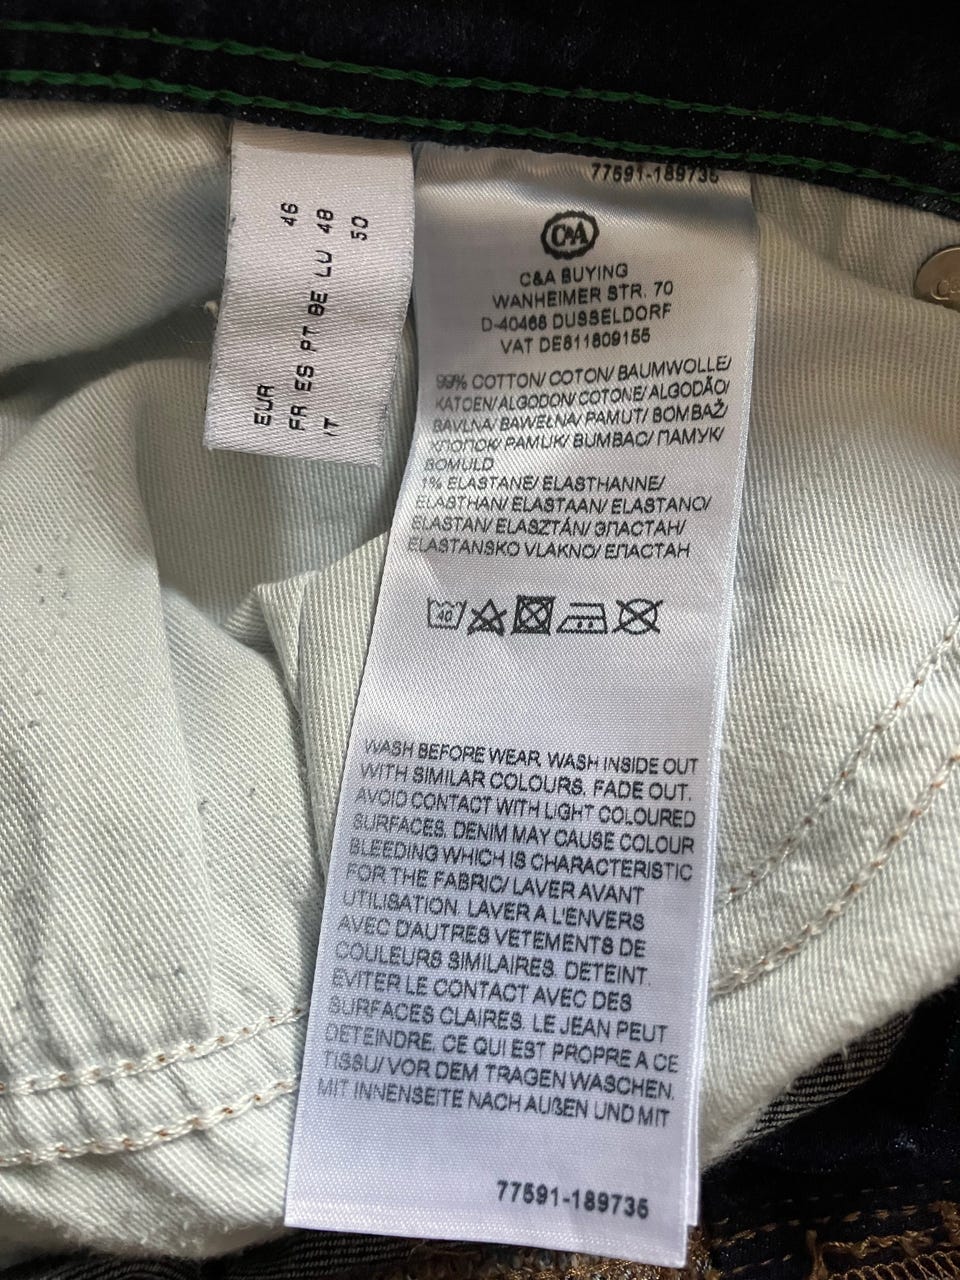 EUR 46
FR ES PT BE LU 48
IT 50
77591-189735
C&A
C&A BUYING
WANHEIMER STR. 70
D-40468 DUSSELDORF
VAT DE811809155
99% COTTON/ COTON/ BAUMWOLLE/
KATOEN/ ALGODON/ COTONE/ ALGODÃO/
BAVLNA/ BAWEŁNA/ PAMUT/ BOMBAŽ/
ХЛОПОК/ PAMUK/ BUMBAC/ ПАМУК/
BOMULD
1% ELASTANE/ ELASTHANNE/
ELASTHAN/ ELASTAAN/ ELASTANO/
ELASTAN/ ELASZTÁN/ ЭЛАСТАН/
ELASTANSKO VLAKNO/ ЕЛАСТАН
40
WASH BEFORE WEAR. WASH INSIDE OUT
WITH SIMILAR COLOURS. FADE OUT.
AVOID CONTACT WITH LIGHT COLOURED
SURFACES. DENIM MAY CAUSE COLOUR
BLEEDING WHICH IS CHARACTERISTIC
FOR THE FABRIC/ LAVER AVANT
UTILISATION. LAVER A L'ENVERS
AVEC D'AUTRES VETEMENTS DE
COULEURS SIMILAIRES. DETEINT.
EVITER LE CONTACT AVEC DES
SURFACES CLAIRES. LE JEAN PEUT
DETEINDRE. CE QUI EST PROPRE A CE
TISSU/ VOR DEM TRAGEN WASCHEN.
MIT INNENSEITE NACH AUßEN UND MIT
77591-189735